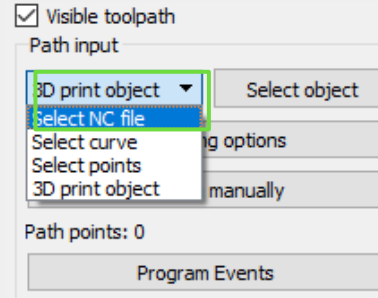 Visible toolpath
Path input
3D print object Select object
Select NC file
Select curve ng options
Select points
3D print object manually
Path points: 0
Program Events